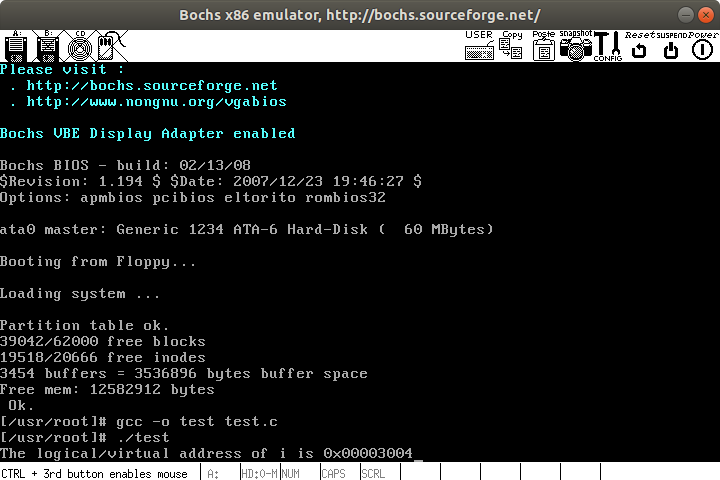 Bochs x86 emulator, http://bochs.sourceforge.net/
A: B: CD USER Copy Paste snapshot CONFIG Reset SUSPEND Power
Please visit :
 . http://bochs.sourceforge.net
 . http://www.nongnu.org/vgabios
Bochs VBE Display Adapter enabled
Bochs BIOS - build: 02/13/08
$Revision: 1.194 $ $Date: 2007/12/23 19:46:27 $
Options: apmbios pcibios eltorito rombios32
ata0 master: Generic 1234 ATA-6 Hard-Disk (  60 MBytes)
Booting from Floppy...
Loading system ...
Partition table ok.
39042/62000 free blocks
19518/20666 free inodes
3454 buffers = 3536896 bytes buffer space
Free mem: 12582912 bytes
 Ok.
[/usr/root]# gcc -o test test.c
[/usr/root]# ./test
The logical/virtual address of i is 0x00003004_
CTRL + 3rd button enables mouse A: HD:0-M NUM CAPS SCRL